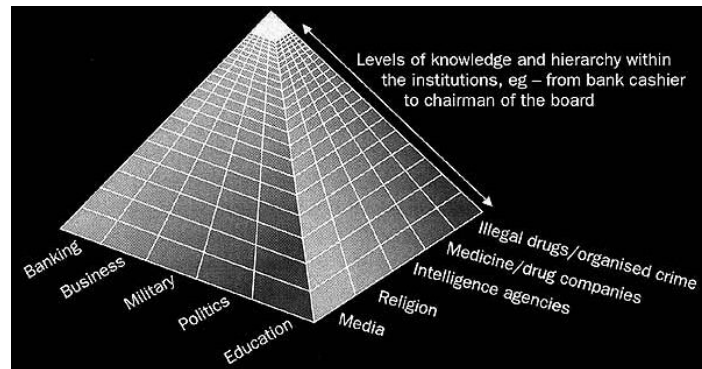 Levels of knowledge and hierarchy within
the institutions, eg – from bank cashier
to chairman of the board
Banking
Business
Military
Politics
Education
Media
Religion
Intelligence agencies
Medicine/drug companies
Illegal drugs/organised crime